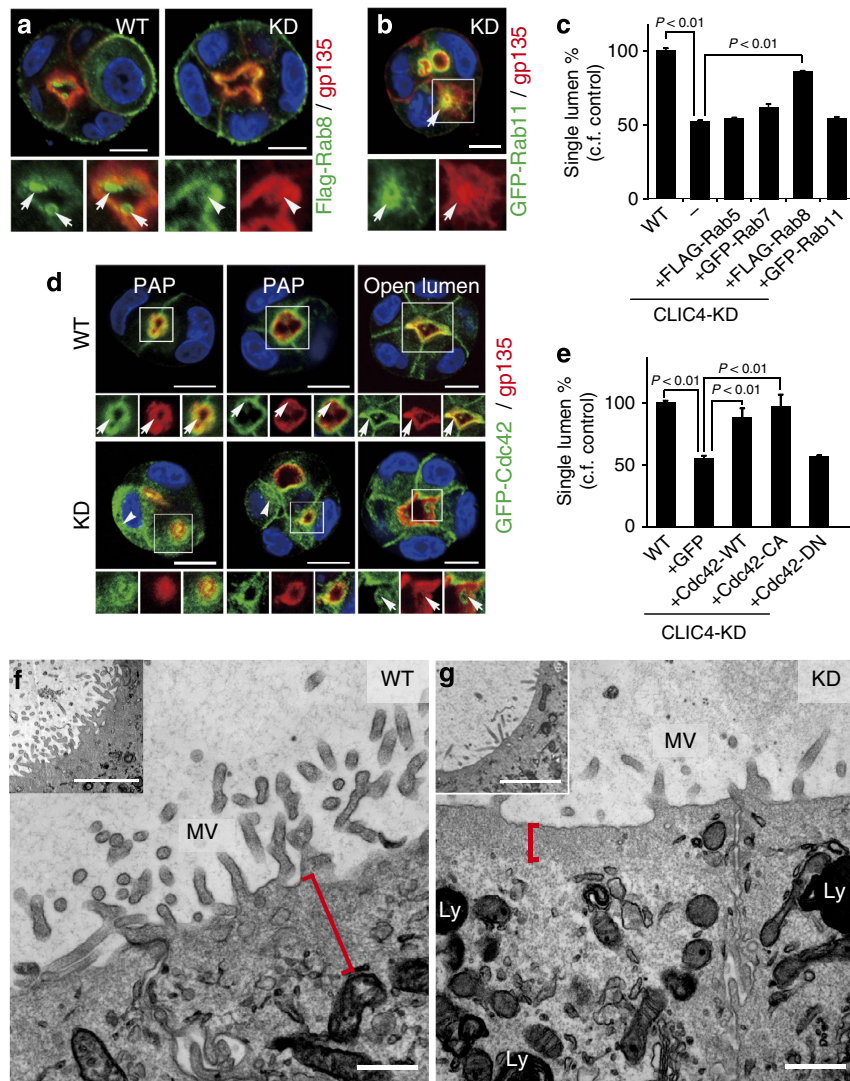 a
WT
KD
Flag-Rab8 / gp135
b
KD
GFP-Rab11 / gp135
c
Single lumen %
(c.f. control)
100
50
0
P < 0.01
P < 0.01
WT
–
+FLAG-Rab5
+GFP-Rab7
+FLAG-Rab8
+GFP-Rab11
CLIC4-KD
d
PAP
PAP
Open lumen
WT
KD
GFP-Cdc42 / gp135
e
Single lumen %
(c.f. control)
100
50
0
P < 0.01
P < 0.01
P < 0.01
WT
+GFP
+Cdc42-WT
+Cdc42-CA
+Cdc42-DN
CLIC4-KD
f
WT
MV
g
KD
MV
Ly
Ly
Ly